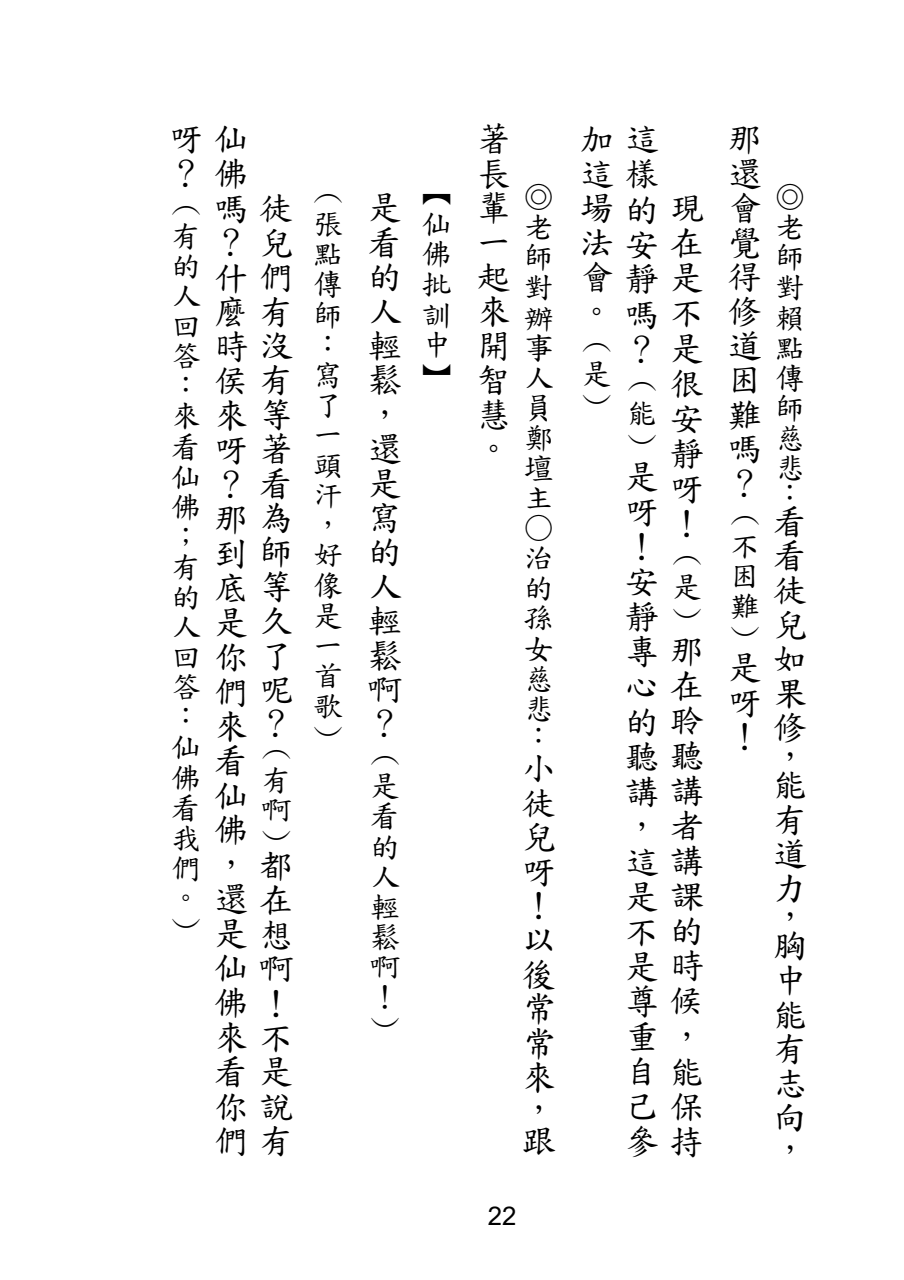 ◎老師對賴點傳師慈悲：看看徒兒如果修，能有道力，胸中能有志向，
那還會覺得修道困難嗎？（不困難）是呀！
現在是不是很安靜呀！（是）那在聆聽講者講課的時候，能保持
這樣的安靜嗎？（能）是呀！安靜專心的聽講，這是不是尊重自己參
加這場法會。（是）
◎老師對辦事人員鄭壇主○治的孫女慈悲：小徒兒呀！以後常常來，跟
著長輩一起來開智慧。
【仙佛批訓中】
是看的人輕鬆，還是寫的人輕鬆啊？（是看的人輕鬆啊！）
（張點傳師：寫了一頭汗，好像是一首歌）
徒兒們有沒有等著看為師等久了呢？（有啊）都在想啊！不是說有
仙佛嗎？什麼時侯來呀？那到底是你們來看仙佛，還是仙佛來看你們
呀？（有的人回答：來看仙佛；有的人回答：仙佛看我們。）
22